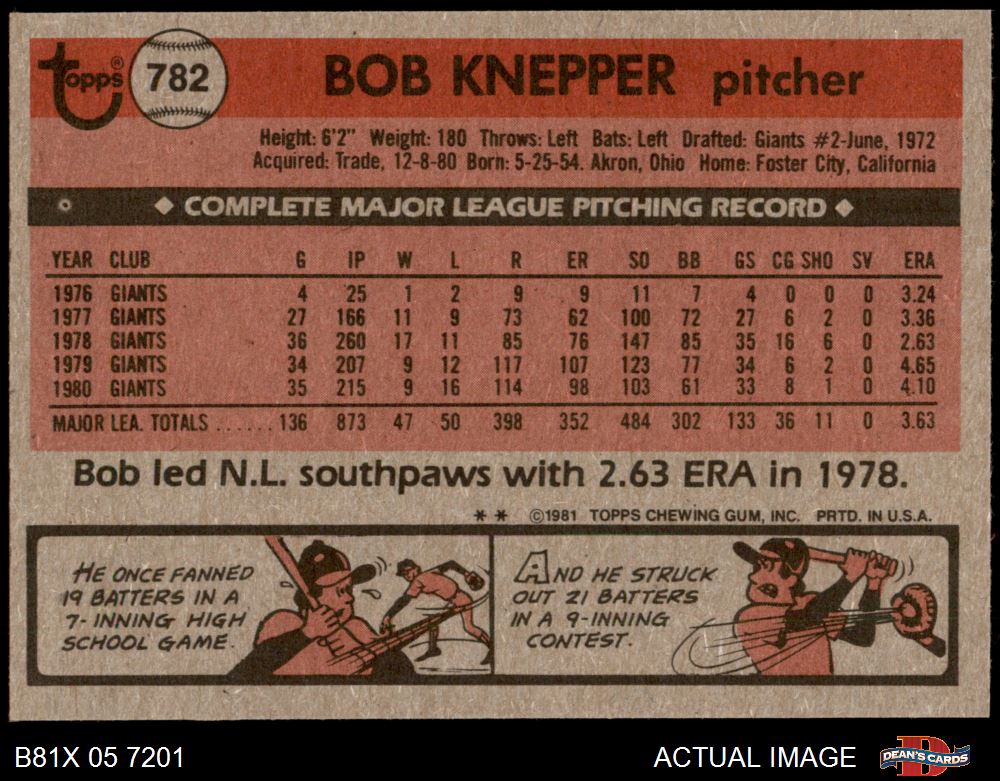 Topps® 782 BOB KNEPPER pitcher
Height: 6'2" Weight: 180 Throws: Left Bats: Left Drafted: Giants #2-June, 1972
Acquired: Trade, 12-8-80 Born: 5-25-54. Akron, Ohio Home: Foster City, California
◆ COMPLETE MAJOR LEAGUE PITCHING RECORD ◆
YEAR CLUB G IP W L R ER SO BB GS CG SHO SV ERA
1976 GIANTS 4 25 1 2 9 9 11 7 4 0 0 0 3.24
1977 GIANTS 27 166 11 9 73 62 100 72 27 6 2 0 3.36
1978 GIANTS 36 260 17 11 85 76 147 85 35 16 6 0 2.63
1979 GIANTS 34 207 9 12 117 107 123 77 34 6 2 0 4.65
1980 GIANTS 35 215 9 16 114 98 103 61 33 8 1 0 4.10
MAJOR LEA. TOTALS ...... 136 873 47 50 398 352 484 302 133 36 11 0 3.63
Bob led N.L. southpaws with 2.63 ERA in 1978.
** ©1981 TOPPS CHEWING GUM, INC. PRTD. IN U.S.A.
HE ONCE FANNED
19 BATTERS IN A
7-INNING HIGH
SCHOOL GAME.
AND HE STRUCK
OUT 21 BATTERS
IN A 9-INNING
CONTEST.
B81X 05 7201 ACTUAL IMAGE DEAN'S CARDS